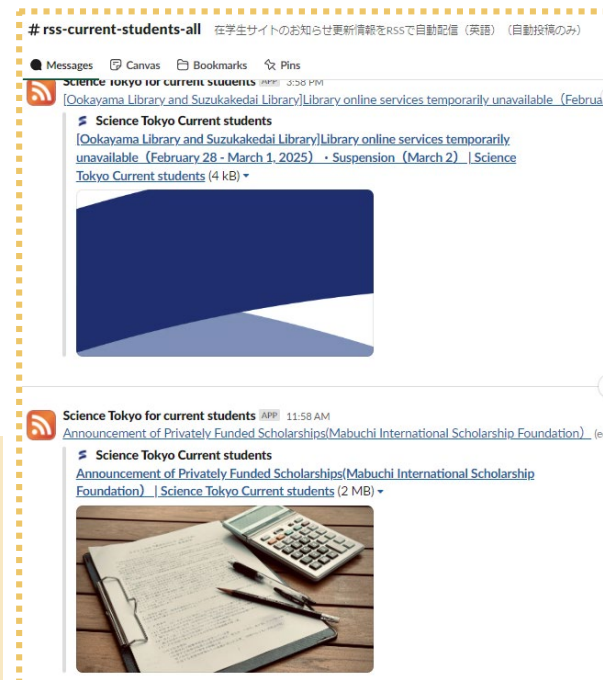 # rss-current-students-all 在学生サイトのお知らせ更新情報をRSSで自動配信（英語）（自動投稿のみ）
Messages Canvas Bookmarks Pins
Science Tokyo for current students APP 3:58 PM
[Ookayama Library and Suzukakedai Library]Library online services temporarily unavailable（Februa
Science Tokyo Current students
[Ookayama Library and Suzukakedai Library]Library online services temporarily
unavailable（February 28 - March 1, 2025）・Suspension（March 2） | Science
Tokyo Current students (4 kB)
Science Tokyo for current students APP 11:58 AM
Announcement of Privately Funded Scholarships(Mabuchi International Scholarship Foundation） (e
Science Tokyo Current students
Announcement of Privately Funded Scholarships(Mabuchi International Scholarship
Foundation） | Science Tokyo Current students (2 MB)